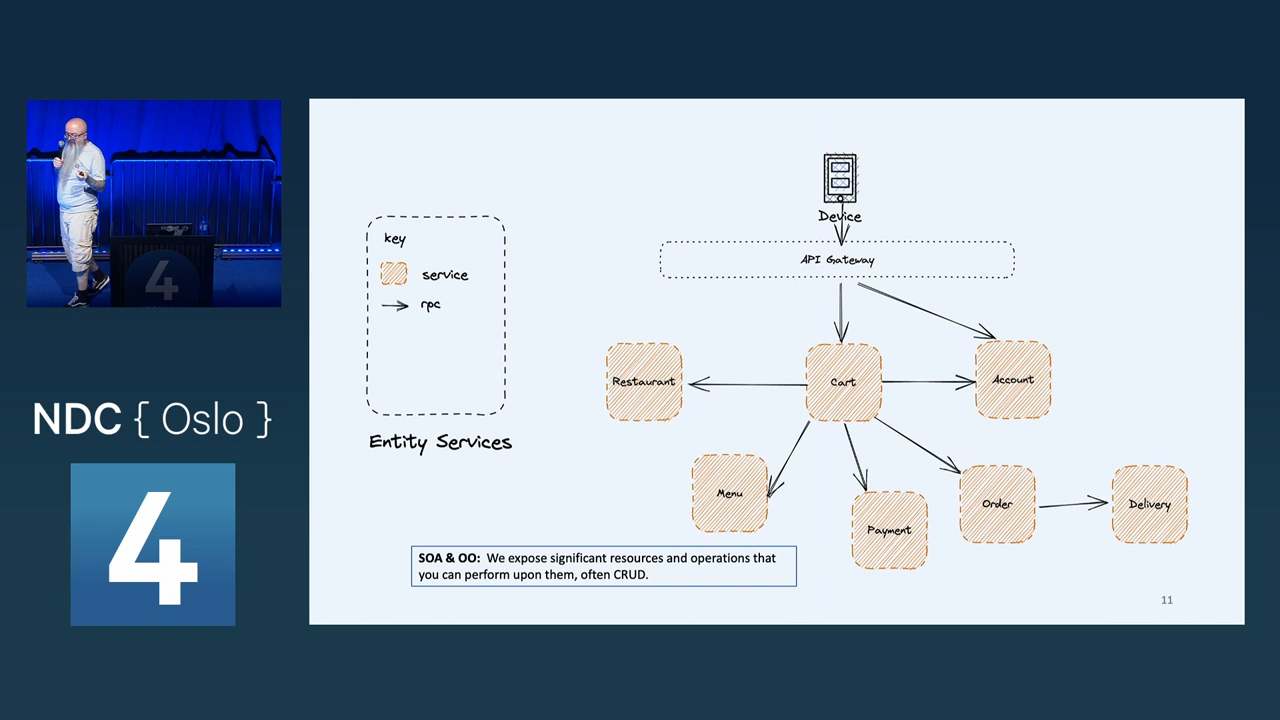 NDC { Oslo }
4
4
key
service
rpc
Entity Services
Device
API Gateway
Restaurant
Cart
Account
Menu
Payment
Order
Delivery
SOA & OO: We expose significant resources and operations that
you can perform upon them, often CRUD.
11